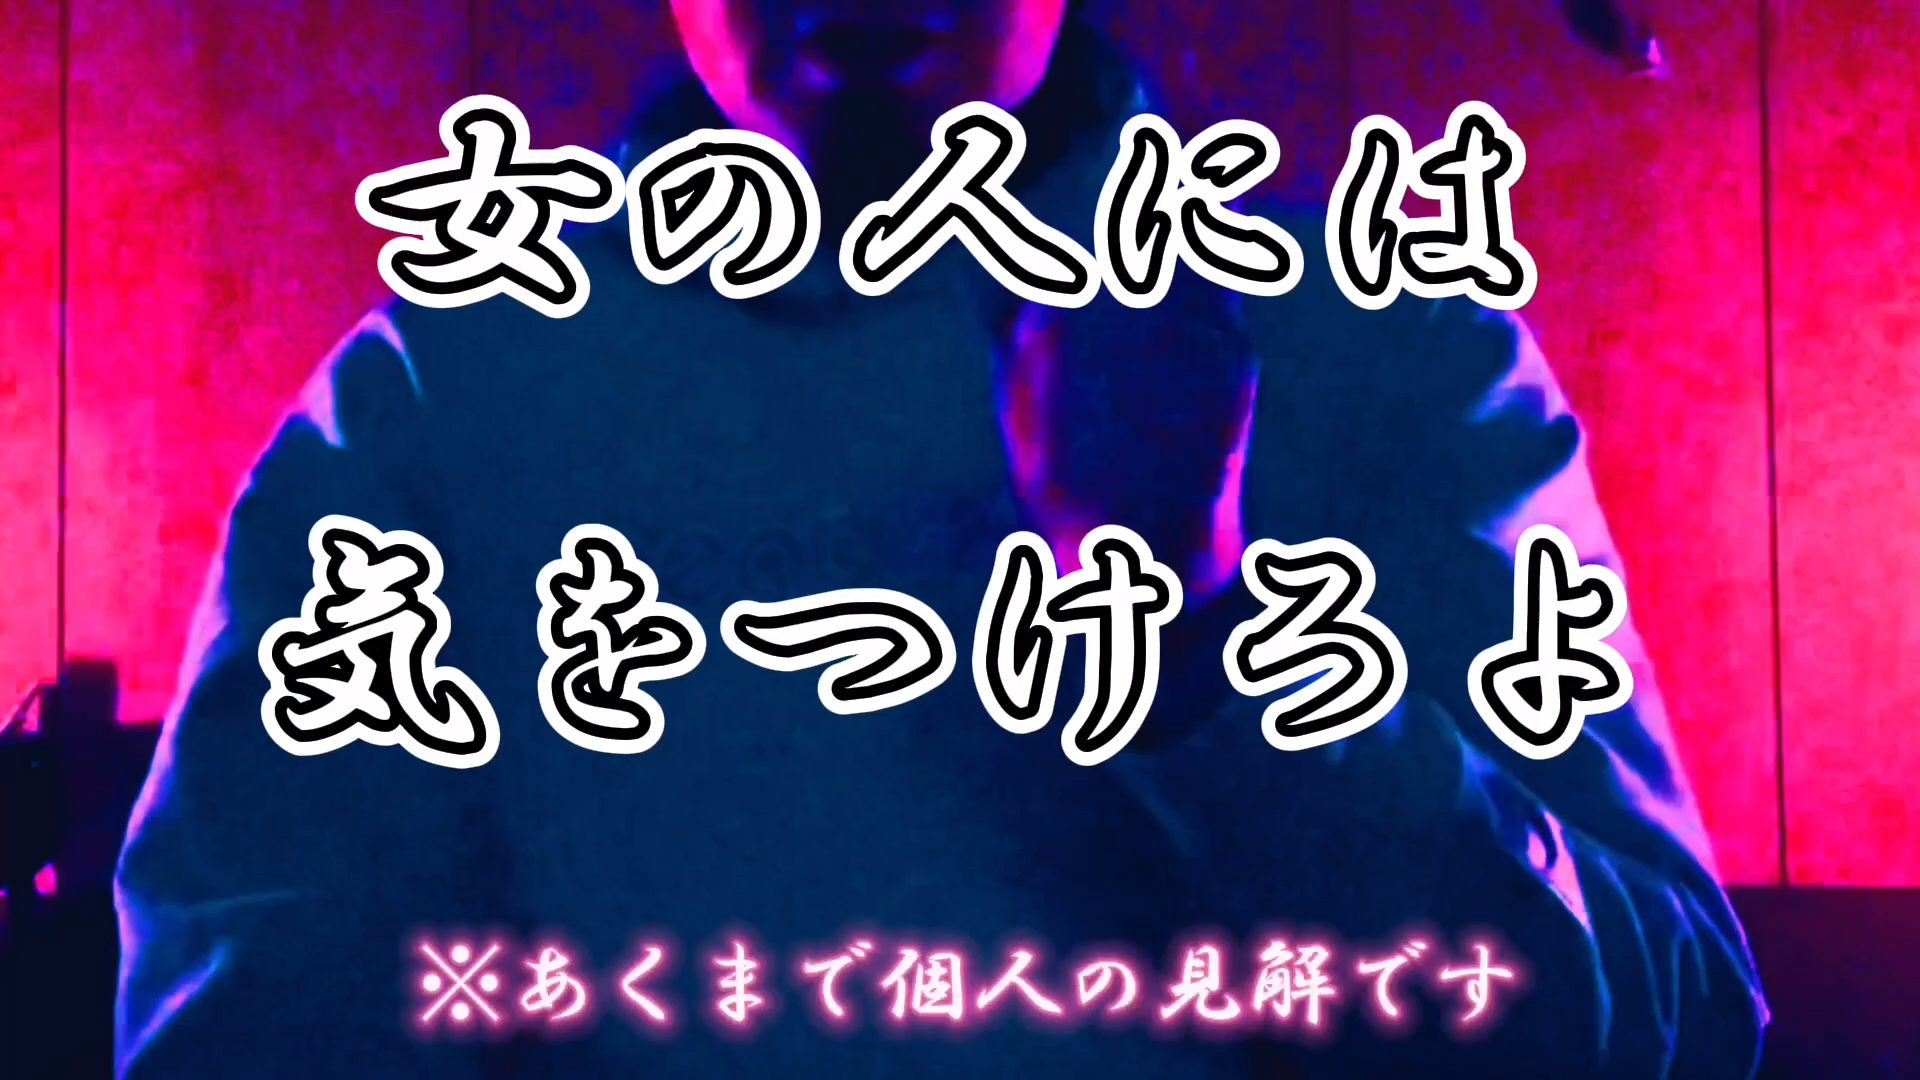 女の人には
気をつけろよ
※あくまで個人の見解です